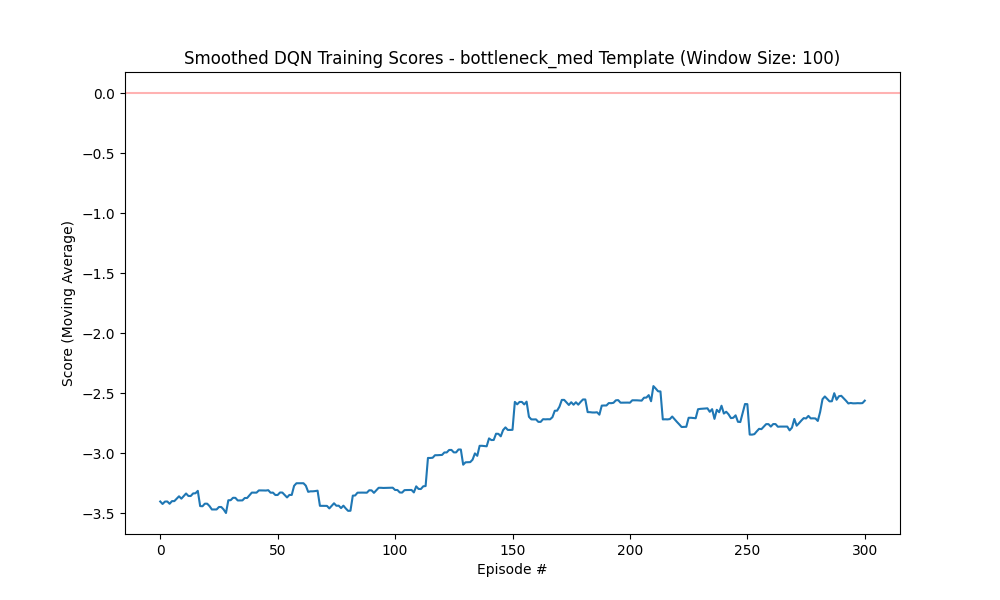 Smoothed DQN Training Scores - bottleneck_med Template (Window Size: 100)
0.0
−0.5
−1.0
−1.5
−2.0
−2.5
−3.0
−3.5
Score (Moving Average)
0 50 100 150 200 250 300
Episode #